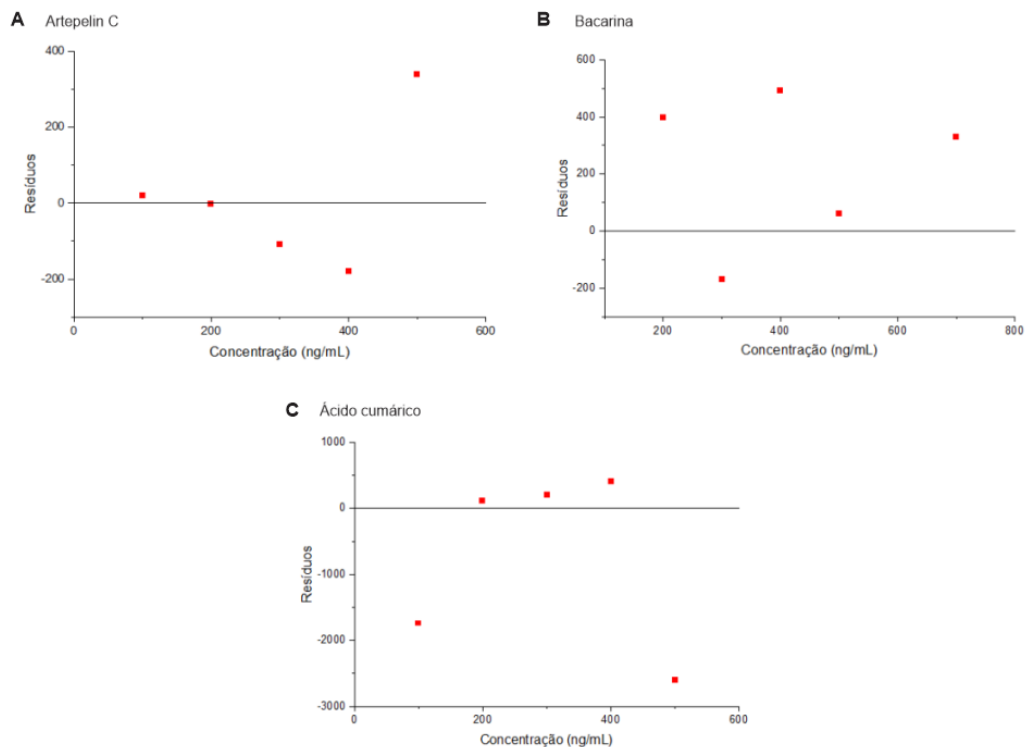 A Artepelin C
400
200
0
-200
0 200 400 600
Resíduos
Concentração (ng/mL)
B Bacarina
600
400
200
0
-200
200 400 600 800
Resíduos
Concentração (ng/mL)
C Ácido cumárico
1000
0
-1000
-2000
-3000
0 200 400 600
Resíduos
Concentração (ng/mL)